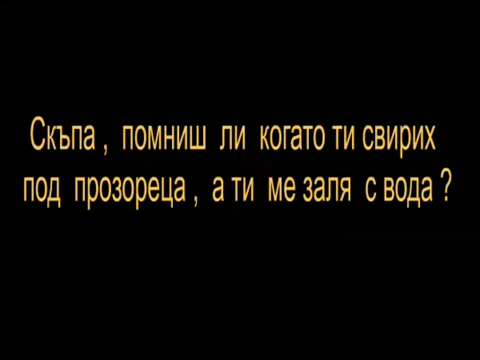 Скъпа , помниш ли когато ти свирих
под прозореца , а ти ме заля с вода ?